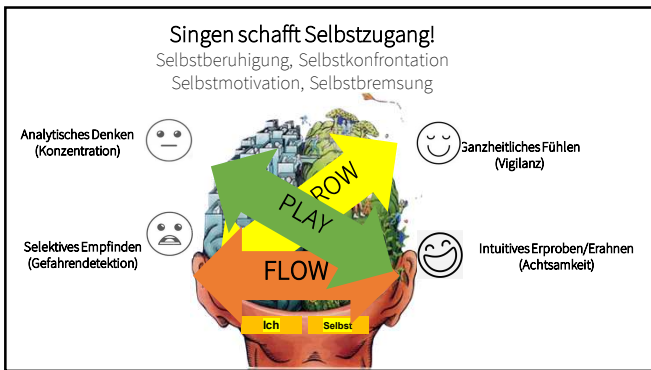 Singen schafft Selbstzugang!
Selbstberuhigung, Selbstkonfrontation
Selbstmotivation, Selbstbremsung
Analytisches Denken
(Konzentration)
Ganzheitliches Fühlen
(Vigilanz)
ROW
PLAY
Selektives Empfinden
(Gefahrendetektion)
FLOW
Intuitives Erproben/Erahnen
(Achtsamkeit)
Ich
Selbst